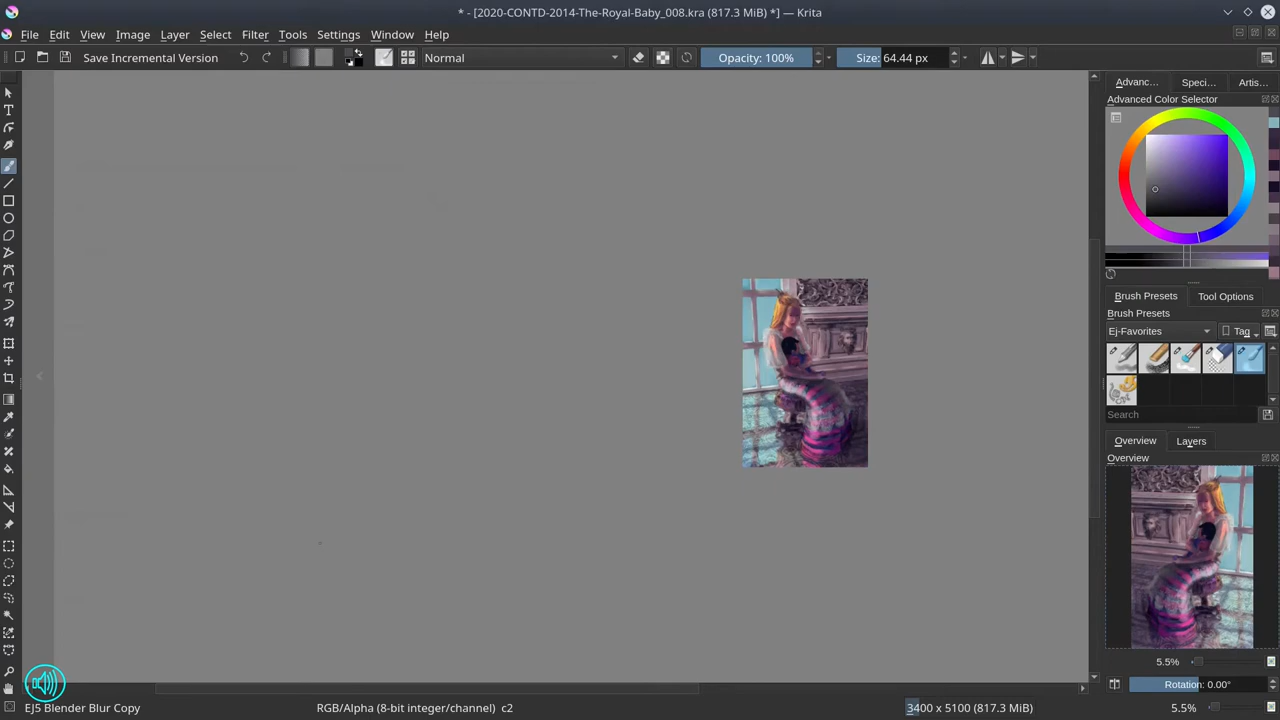 * - [2020-CONTD-2014-The-Royal-Baby_008.kra (817.3 MiB) *] — Krita
File Edit View Image Layer Select Filter Tools Settings Window Help
Save Incremental Version Normal Opacity: 100% Size: 64.44 px
Advanc... Speci... Artis...
Advanced Color Selector
Brush Presets Tool Options
Brush Presets
Ej-Favorites Tag
Search
Overview Layers
Overview
5.5%
Rotation: 0.00°
EJ5 Blender Blur Copy RGB/Alpha (8-bit integer/channel) c2 3400 x 5100 (817.3 MiB) 5.5%